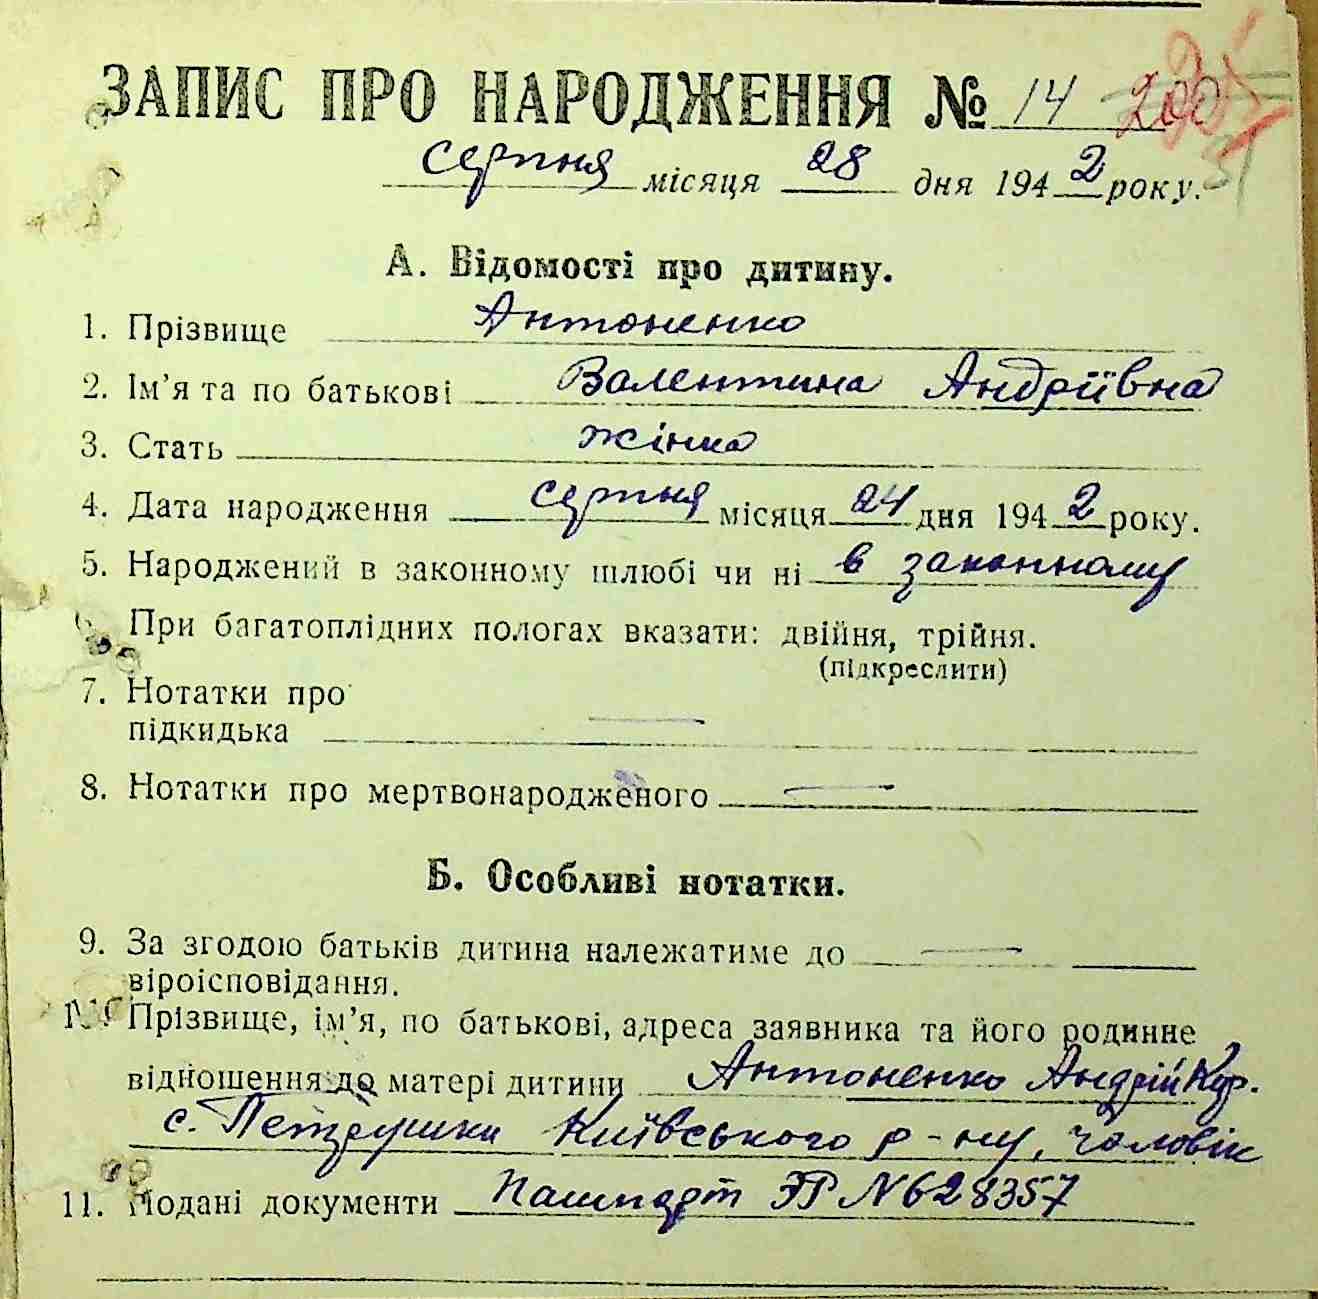 ЗАПИС ПРО НАРОДЖЕННЯ № 14
серпня місяця 28 дня 1942 року.
А. Відомості про дитину.
1. Прізвище Антоненко
2. Ім'я та по батькові Валентина Андріївна
3. Стать жінка
4. Дата народження серпня місяця 24 дня 1942 року.
5. Народжений в законному шлюбі чи ні в законному
При багатоплідних пологах вказати: двійня, трійня.
(підкреслити)
7. Нотатки про
підкидька —
8. Нотатки про мертвонародженого —
Б. Особливі нотатки.
9. За згодою батьків дитина належатиме до —
віроісповідання.
Прізвище, ім'я, по батькові, адреса заявника та його родинне
відношення до матері дитини Антоненко Андрій Кур.
с. Петрушки Київського р-ну, чоловік
11. Подані документи пашпорт ЭР №628357